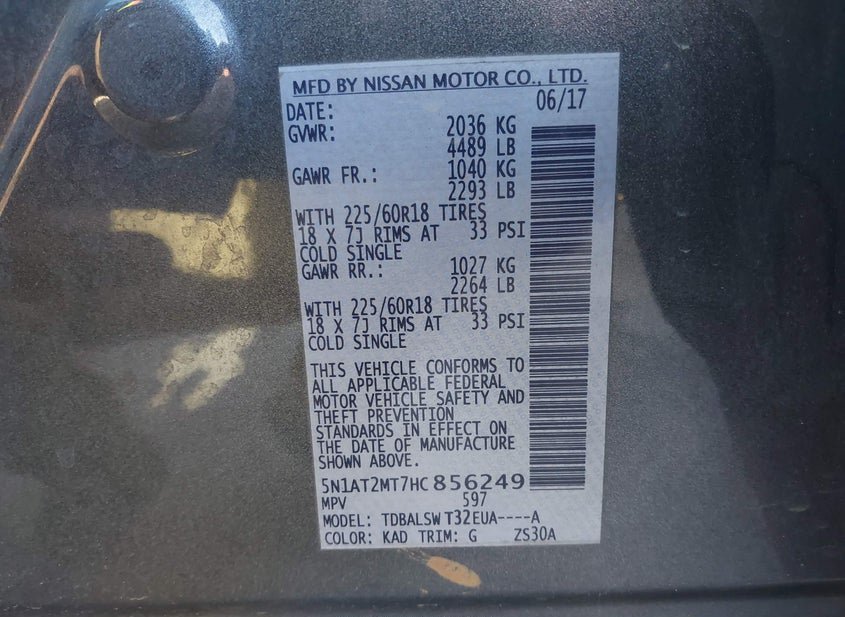 MFD BY NISSAN MOTOR CO., LTD.
DATE: 06/17
GVWR: 2036 KG
4489 LB
GAWR FR.: 1040 KG
2293 LB
WITH 225/60R18 TIRES
18 X 7J RIMS AT 33 PSI
COLD SINGLE
GAWR RR.: 1027 KG
2264 LB
WITH 225/60R18 TIRES
18 X 7J RIMS AT 33 PSI
COLD SINGLE
THIS VEHICLE CONFORMS TO
ALL APPLICABLE FEDERAL
MOTOR VEHICLE SAFETY AND
THEFT PREVENTION
STANDARDS IN EFFECT ON
THE DATE OF MANUFACTURE
SHOWN ABOVE.
5N1AT2MT7HC856249
MPV 597
MODEL: TDBALSW T32EUA----A
COLOR: KAD TRIM: G ZS30A